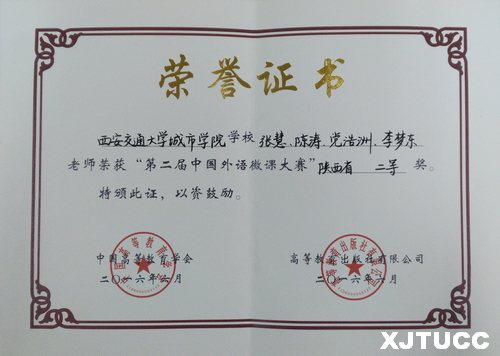 荣誉证书
西安交通大学城市学院学校张慧、陈涛、党浩洲、李梦东
老师荣获“第二届中国外语微课大赛”陕西省 二等 奖。
特颁此证，以资鼓励。
中国高等教育学会 高等教育出版社有限公司
二〇一六年六月 二〇一六年六月
XJTUCC